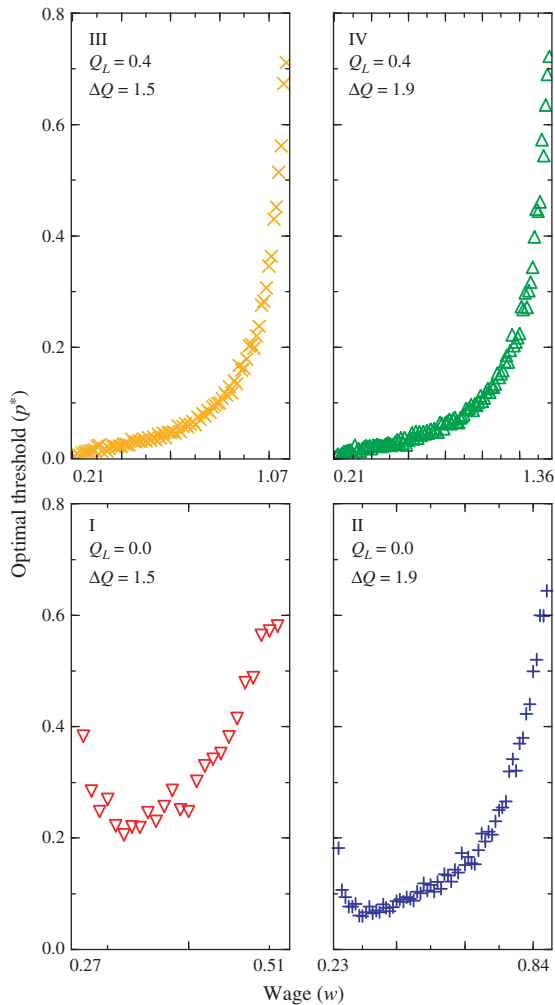 Optimal threshold (p*)
0.8
0.6
0.4
0.2
0.0
III
Q_L = 0.4
ΔQ = 1.5
0.21
1.07
IV
Q_L = 0.4
ΔQ = 1.9
0.21
1.36
0.8
0.6
0.4
0.2
0.0
I
Q_L = 0.0
ΔQ = 1.5
0.27
0.51
II
Q_L = 0.0
ΔQ = 1.9
0.23
0.84
Wage (w)